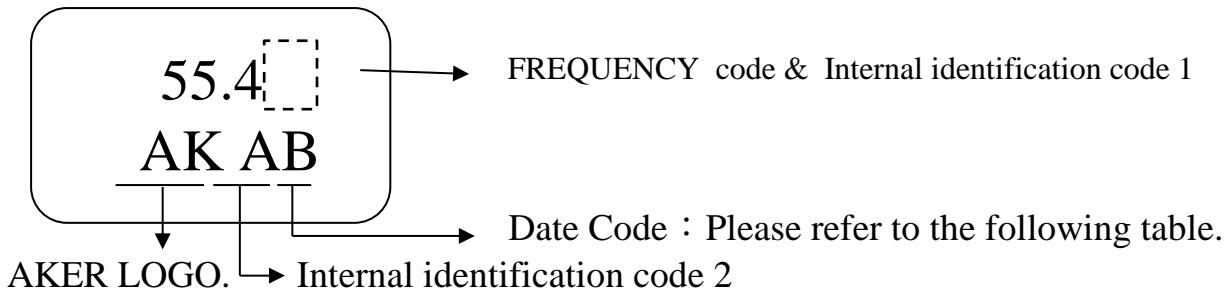 55.4
FREQUENCY code & Internal identification code 1
AK AB
Date Code：Please refer to the following table.
AKER LOGO.
Internal identification code 2